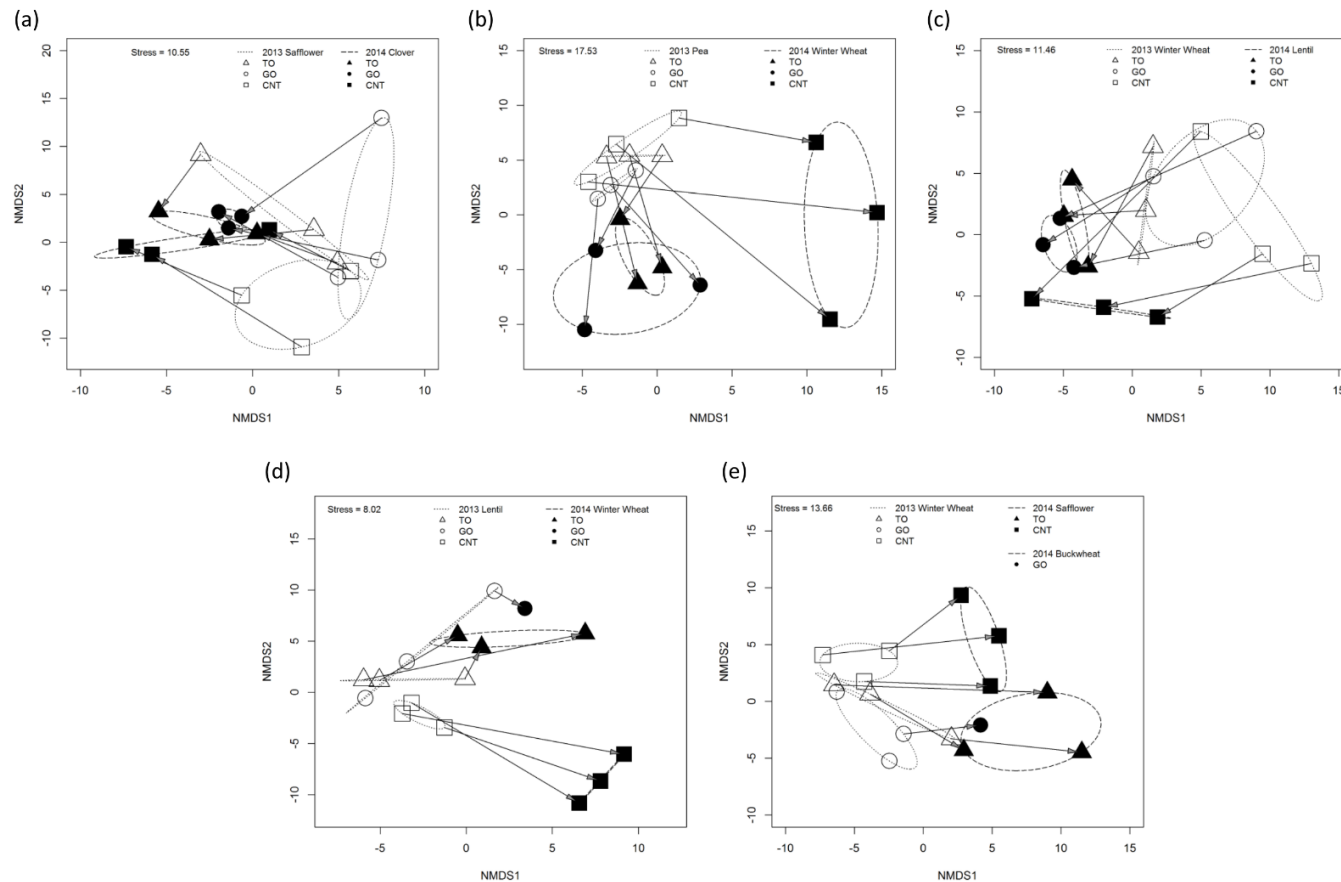 (a)
Stress = 10.55
2013 Safflower
TO
GO
CNT
2014 Clover
TO
GO
CNT
20
15
10
5
0
-5
-10
NMDS2
-10
-5
0
5
10
NMDS1
(b)
Stress = 17.53
2013 Pea
TO
GO
CNT
2014 Winter Wheat
TO
GO
CNT
15
10
5
0
-5
-10
NMDS2
-5
0
5
10
15
NMDS1
(c)
Stress = 11.46
2013 Winter Wheat
TO
GO
CNT
2014 Lentil
TO
GO
CNT
15
10
5
0
-5
-10
NMDS2
-10
-5
0
5
10
15
NMDS1
(d)
Stress = 8.02
2013 Lentil
TO
GO
CNT
2014 Winter Wheat
TO
GO
CNT
15
10
5
0
-5
-10
NMDS2
-5
0
5
10
NMDS1
(e)
Stress = 13.66
2013 Winter Wheat
TO
GO
CNT
2014 Safflower
TO
CNT
2014 Buckwheat
GO
15
10
5
0
-5
-10
NMDS2
-10
-5
0
5
10
15
NMDS1